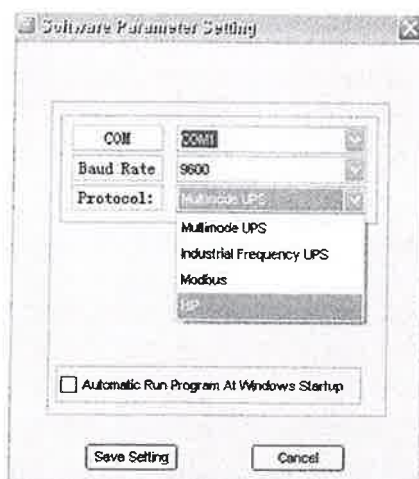 Software Parameter Setting
COM COM1
Baud Rate 9600
Protocol: Multimode UPS
Multimode UPS
Industrial Frequency UPS
Modbus
Automatic Run Program At Windows Startup
Save Setting Cancel